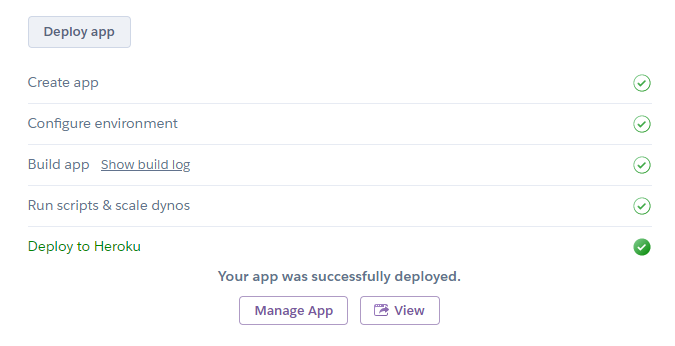 Deploy app
Create app
Configure environment
Build app Show build log
Run scripts & scale dynos
Deploy to Heroku
Your app was successfully deployed.
Manage App View